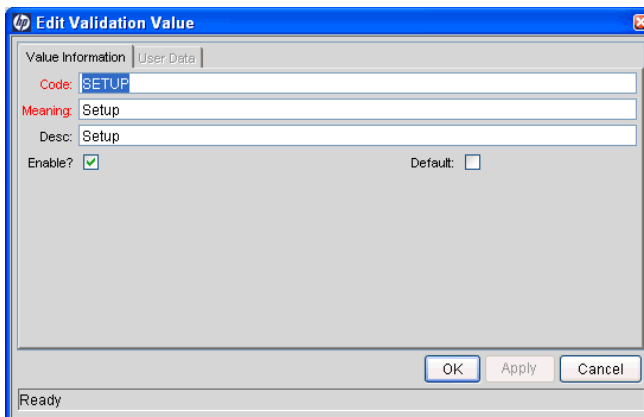 hp Edit Validation Value
Value Information User Data
Code: SETUP
Meaning: Setup
Desc: Setup
Enable? Default:
OK Apply Cancel
Ready